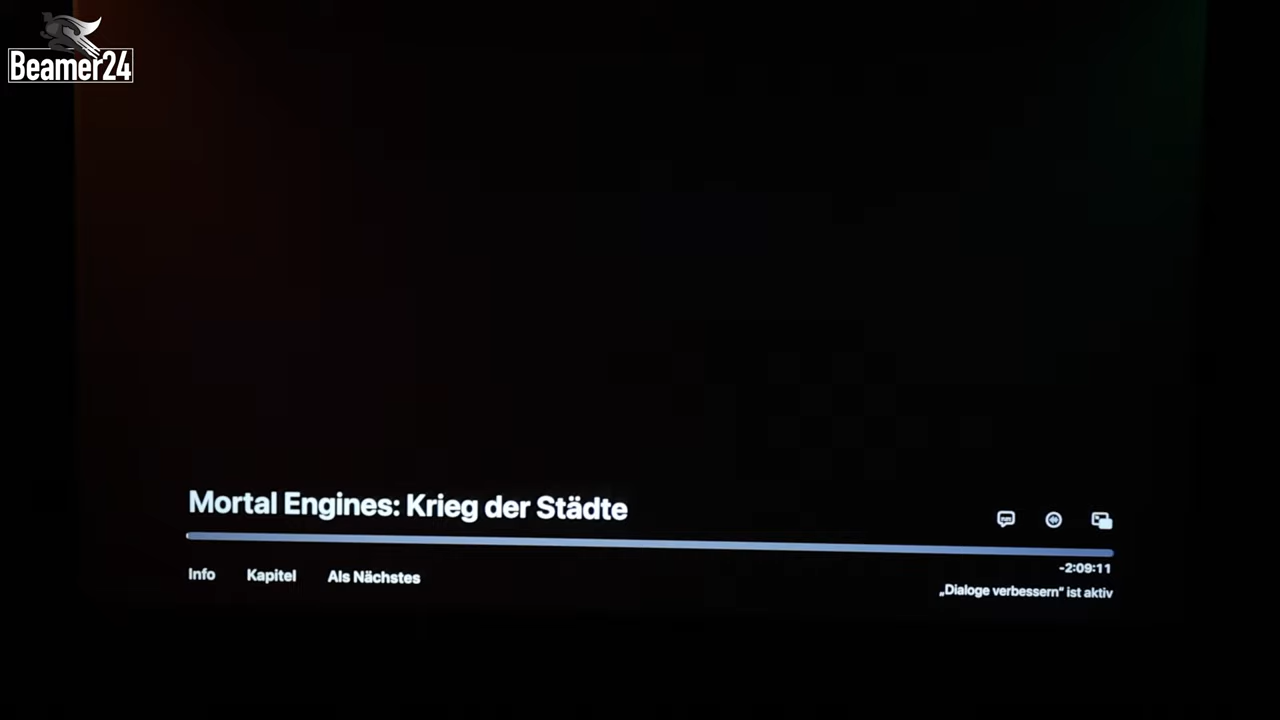 Beamer24
Mortal Engines: Krieg der Städte
-2:09:11
Info Kapitel Als Nächstes
„Dialoge verbessern“ ist aktiv